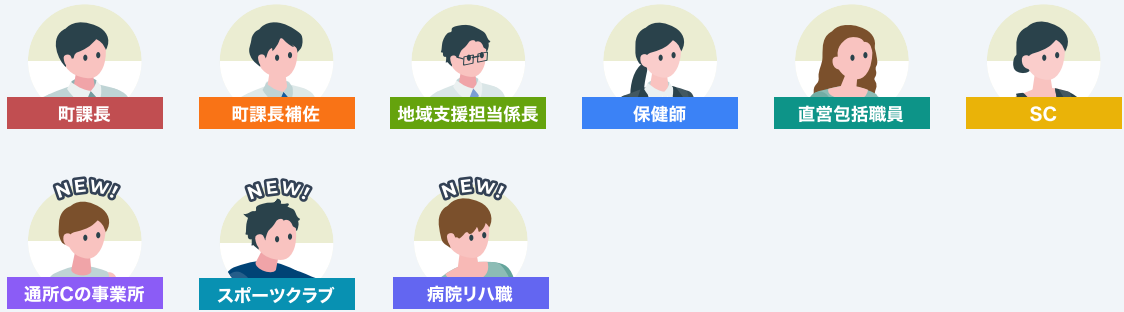 町課長
町課長補佐
地域支援担当係長
保健師
直営包括職員
SC
NEW!
NEW!
NEW!
通所Cの事業所
スポーツクラブ
病院リハ職